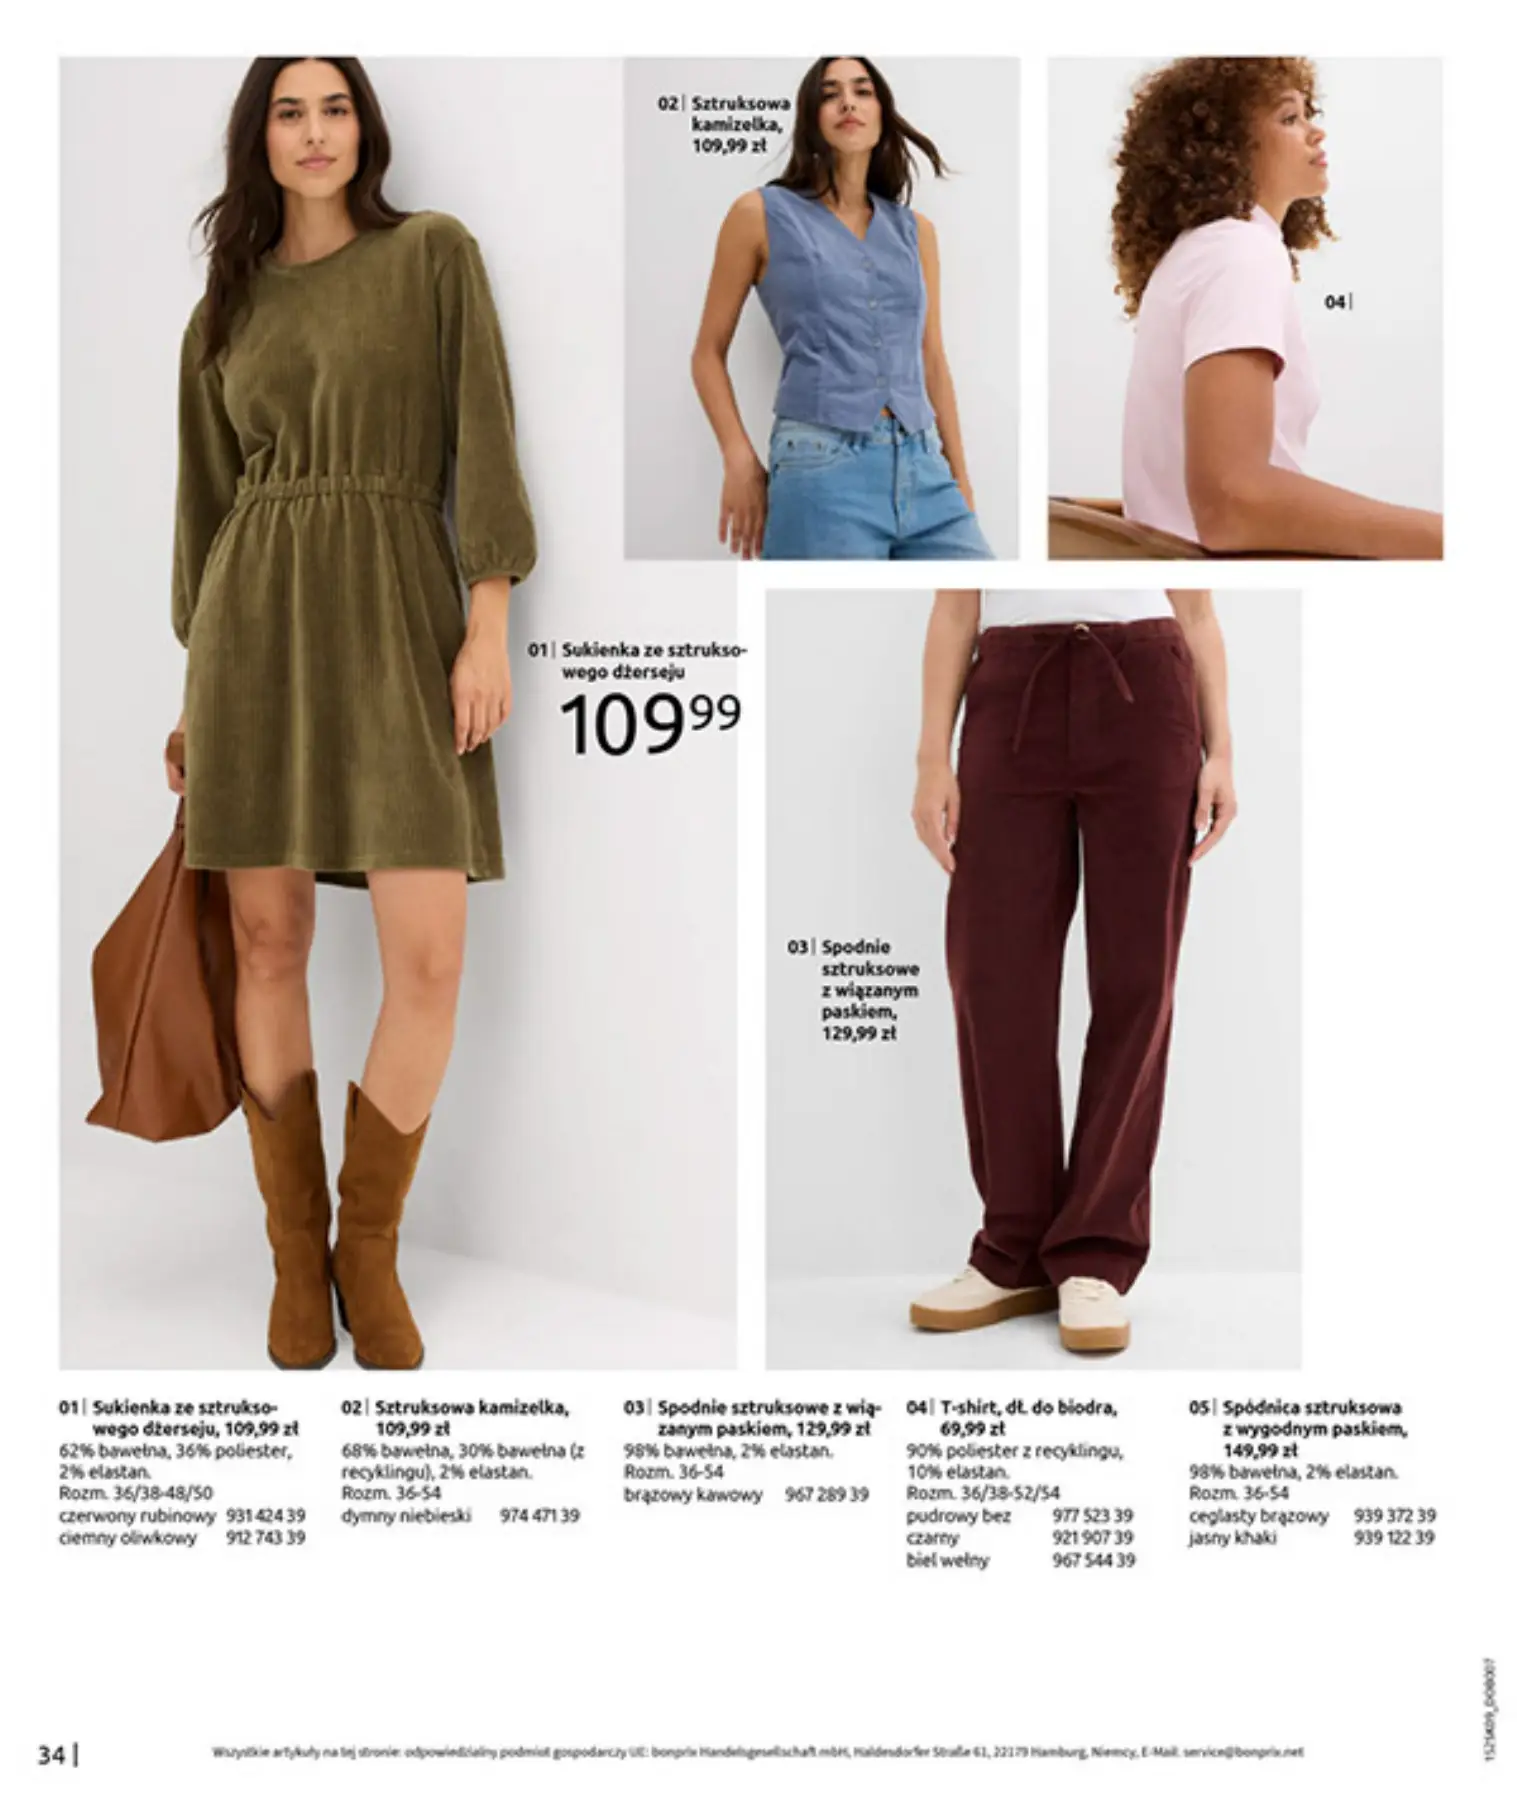 02| Sztruksowa
kamizelka,
109,99 zł
04|
01| Sukienka ze sztrukso-
wego dżerseju
109 99
03| Spodnie
sztruksowe
z wiązanym
paskiem,
129,99 zł
01| Sukienka ze sztrukso-
wego dżerseju, 109,99 zł
62% bawełna, 36% poliester,
2% elastan.
Rozm. 36/38-48/50
czerwony rubinowy 931 424 39
ciemny oliwkowy 912 743 39
02| Sztruksowa kamizelka,
109,99 zł
68% bawełna, 30% bawełna (z
recyklingu), 2% elastan.
Rozm. 36-54
dymny niebieski 974 471 39
03| Spodnie sztruksowe z wią-
zanym paskiem, 129,99 zł
98% bawełna, 2% elastan.
Rozm. 36-54
brązowy kawowy 967 289 39
04| T-shirt, dł. do biodra,
69,99 zł
90% poliester z recyklingu,
10% elastan.
Rozm. 36/38-52/54
pudrowy bez 977 523 39
czarny 921 907 39
biel wełny 967 544 39
05| Spódnica sztruksowa
z wygodnym paskiem,
149,99 zł
98% bawełna, 2% elastan.
Rozm. 36-54
ceglasty brązowy 939 372 39
jasny khaki 939 122 39
34|
Wszystkie artykuły na tej stronie: odpowiedzialny podmiot gospodarczy UE: bonprix Handelsgesellschaft mbH, Haldesdorfer Straße 61, 22179 Hamburg, Niemcy, E-Mail: service@bonprix.net
152SK09_DOB007